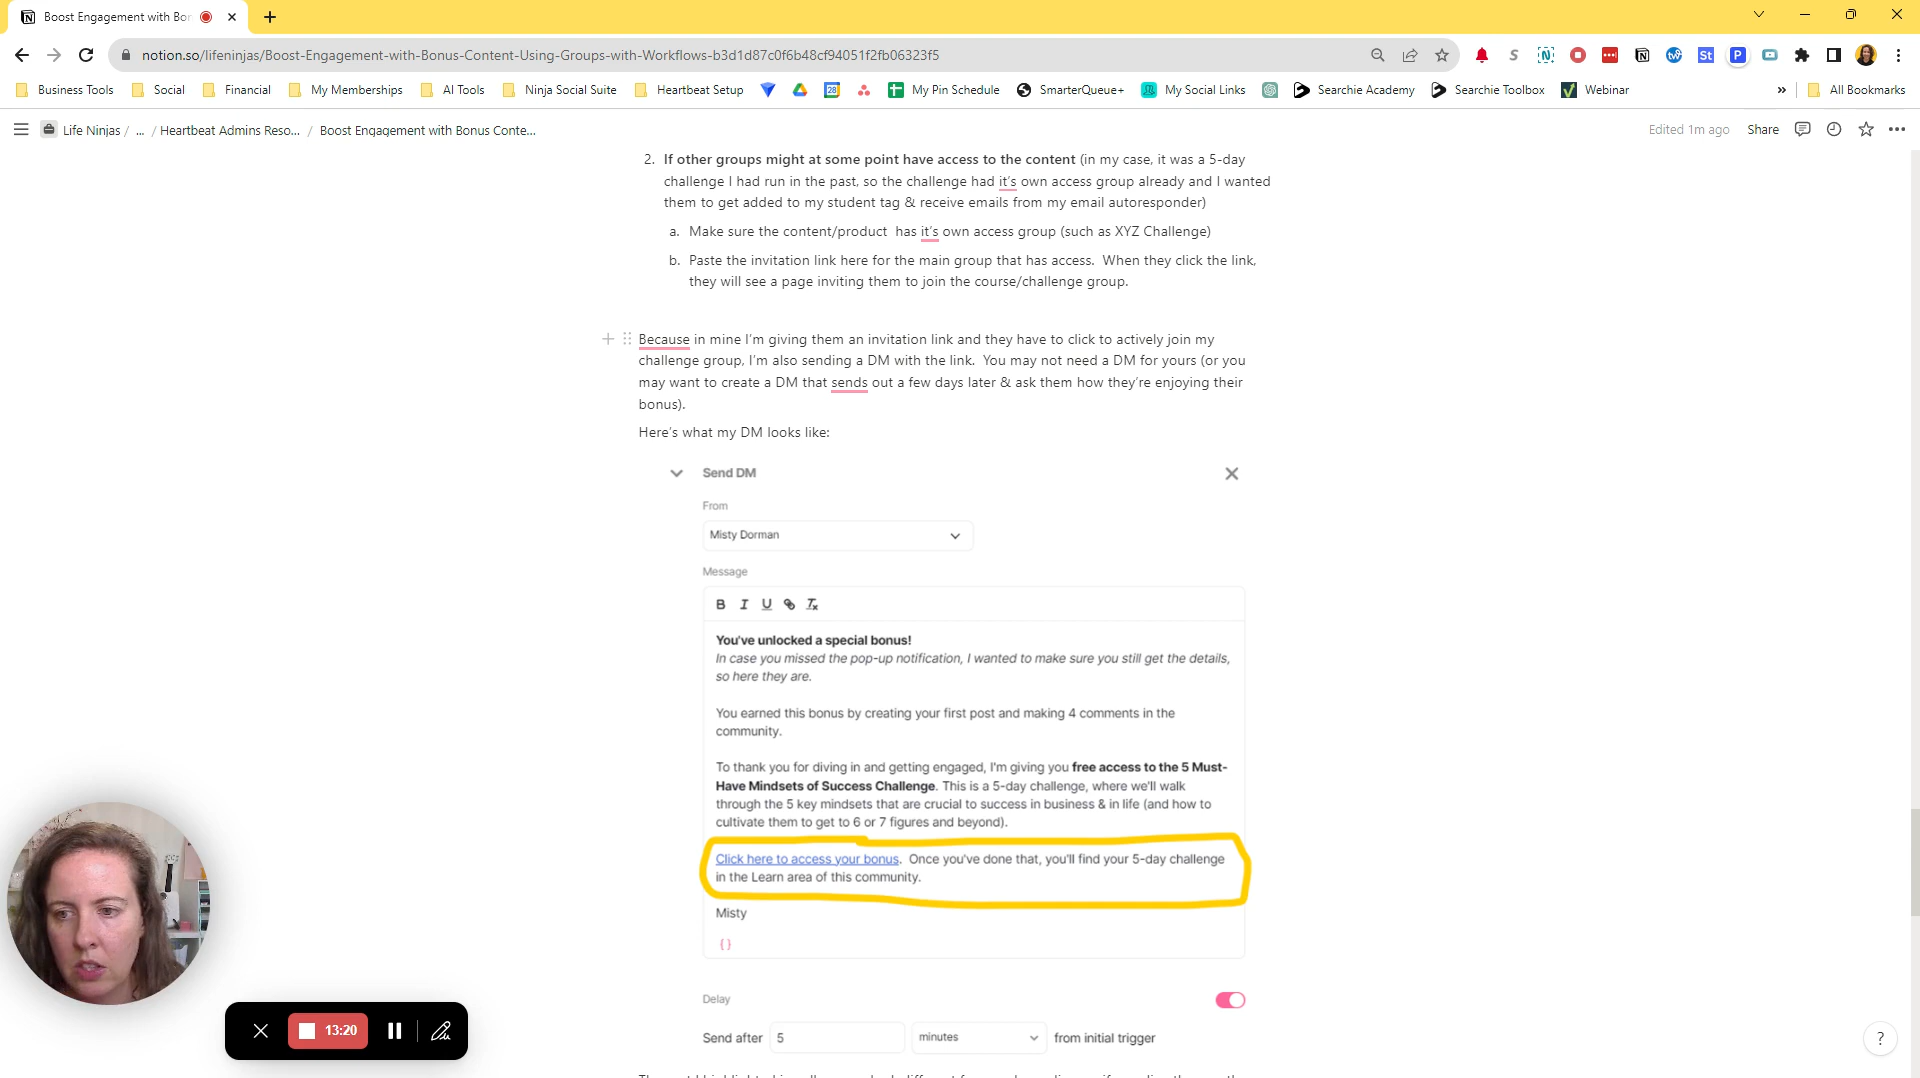 Boost Engagement with Bon
notion.so/lifeninjas/Boost-Engagement-with-Bonus-Content-Using-Groups-with-Workflows-b3d1d87c0f6b48cf94051f2fb06323f5
Business Tools Social Financial My Memberships AI Tools Ninja Social Suite Heartbeat Setup My Pin Schedule SmarterQueue+ My Social Links Searchie Academy Searchie Toolbox Webinar » All Bookmarks
Life Ninjas / ... / Heartbeat Admins Reso... / Boost Engagement with Bonus Conte... Edited 1m ago Share
2. If other groups might at some point have access to the content (in my case, it was a 5-day
challenge I had run in the past, so the challenge had it's own access group already and I wanted
them to get added to my student tag & receive emails from my email autoresponder)
a. Make sure the content/product has it's own access group (such as XYZ Challenge)
b. Paste the invitation link here for the main group that has access. When they click the link,
they will see a page inviting them to join the course/challenge group.
Because in mine I'm giving them an invitation link and they have to click to actively join my
challenge group, I'm also sending a DM with the link. You may not need a DM for yours (or you
may want to create a DM that sends out a few days later & ask them how they're enjoying their
bonus).
Here's what my DM looks like:
Send DM
From
Misty Dorman
Message
B I U
You've unlocked a special bonus!
In case you missed the pop-up notification, I wanted to make sure you still get the details,
so here they are.
You earned this bonus by creating your first post and making 4 comments in the
community.
To thank you for diving in and getting engaged, I'm giving you free access to the 5 Must-
Have Mindsets of Success Challenge. This is a 5-day challenge, where we'll walk
through the 5 key mindsets that are crucial to success in business & in life (and how to
cultivate them to get to 6 or 7 figures and beyond).
Click here to access your bonus. Once you've done that, you'll find your 5-day challenge
in the Learn area of this community.
Misty
{}
Delay
Send after 5 minutes from initial trigger
13:20
?